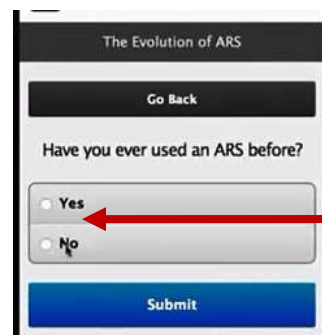 The Evolution of ARS
Go Back
Have you ever used an ARS before?
Yes
No
Submit